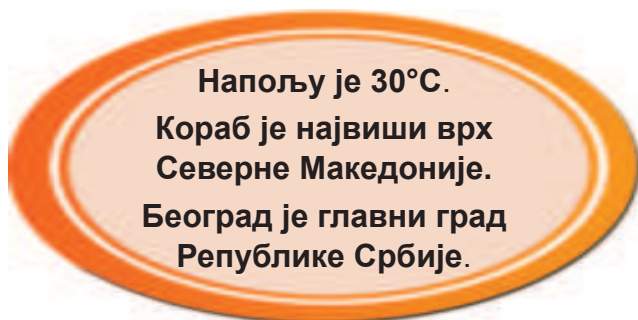 Напољу је 30°C.
Кораб је највиши врх
Северне Македоније.
Београд је главни град
Републике Србије.